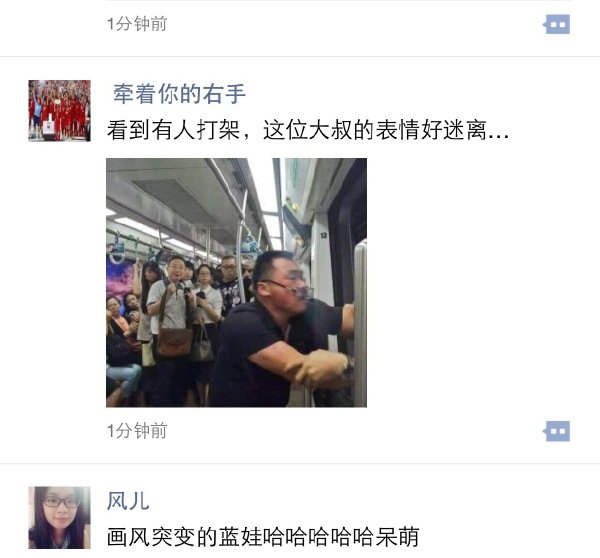 1分钟前
牵着你的右手
看到有人打架，这位大叔的表情好迷离...
1分钟前
风儿
画风突变的蓝娃哈哈哈哈哈呆萌